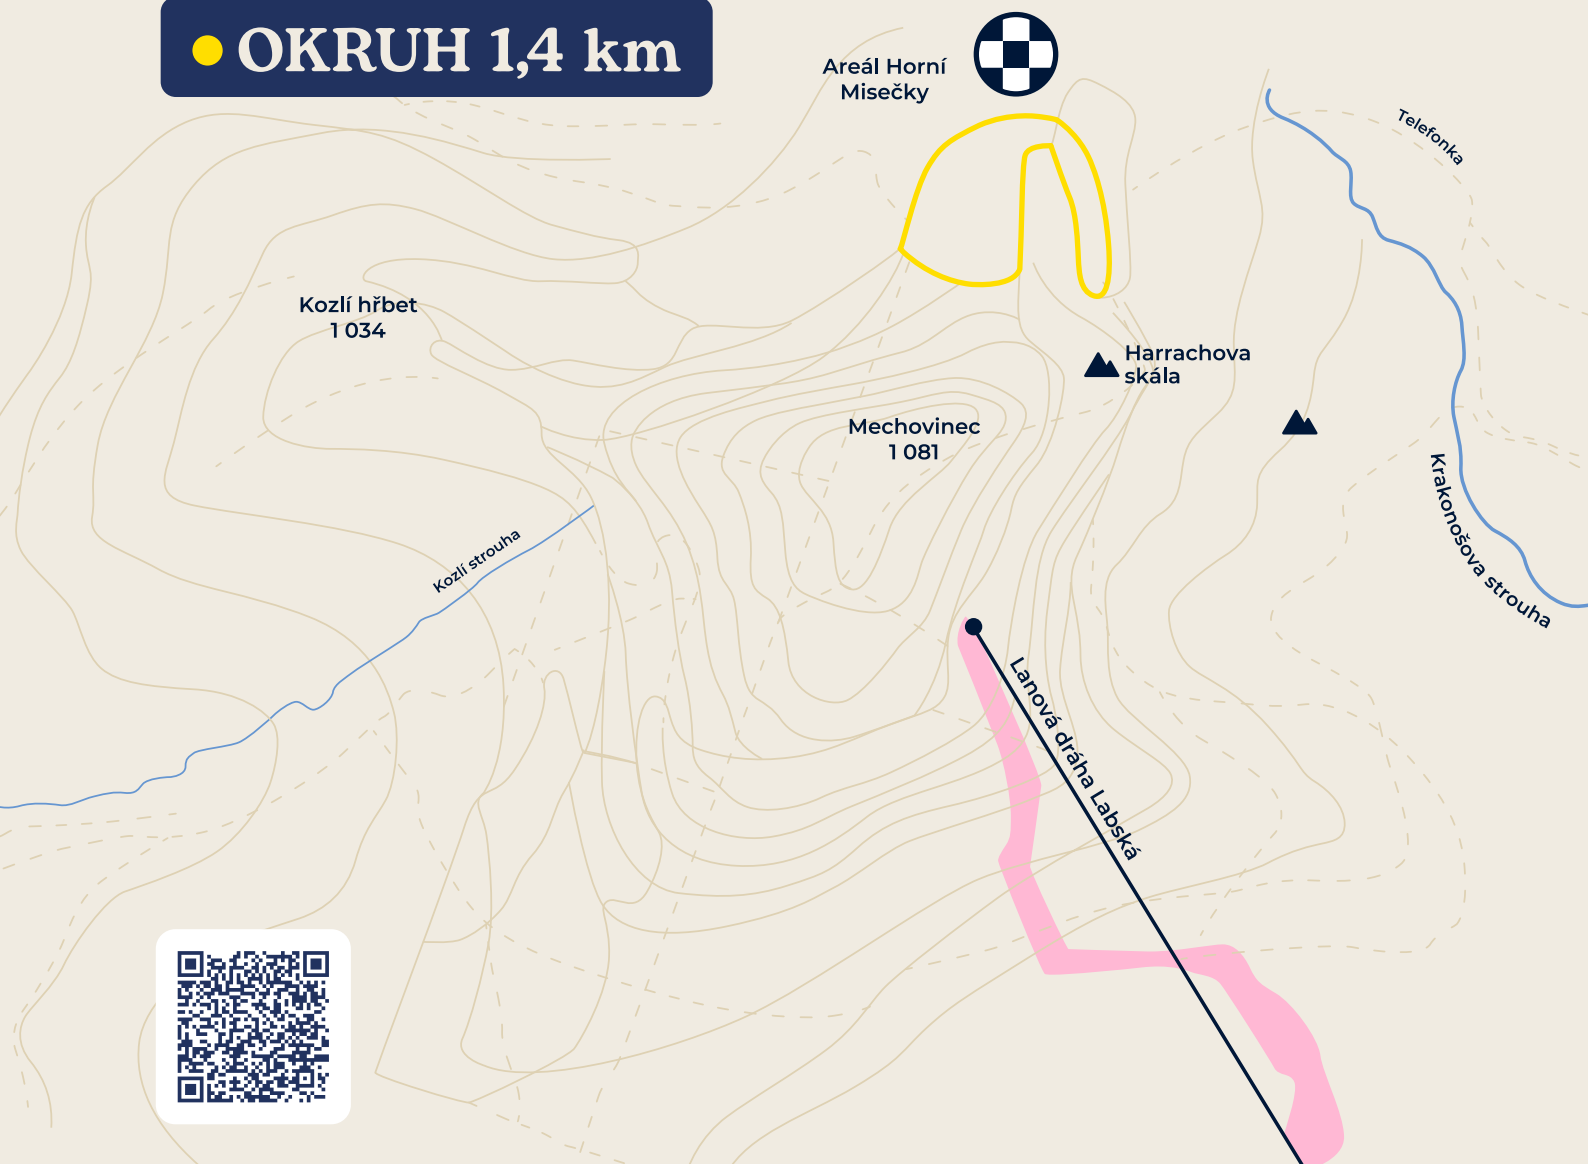 OKRUH 1,4 km
Areál Horní
Misečky
Telefonka
Kozlí hřbet
1 034
Harrachova
skála
Mechovinec
1 081
Krakonošova strouha
Kozlí strouha
Lanová dráha Labská